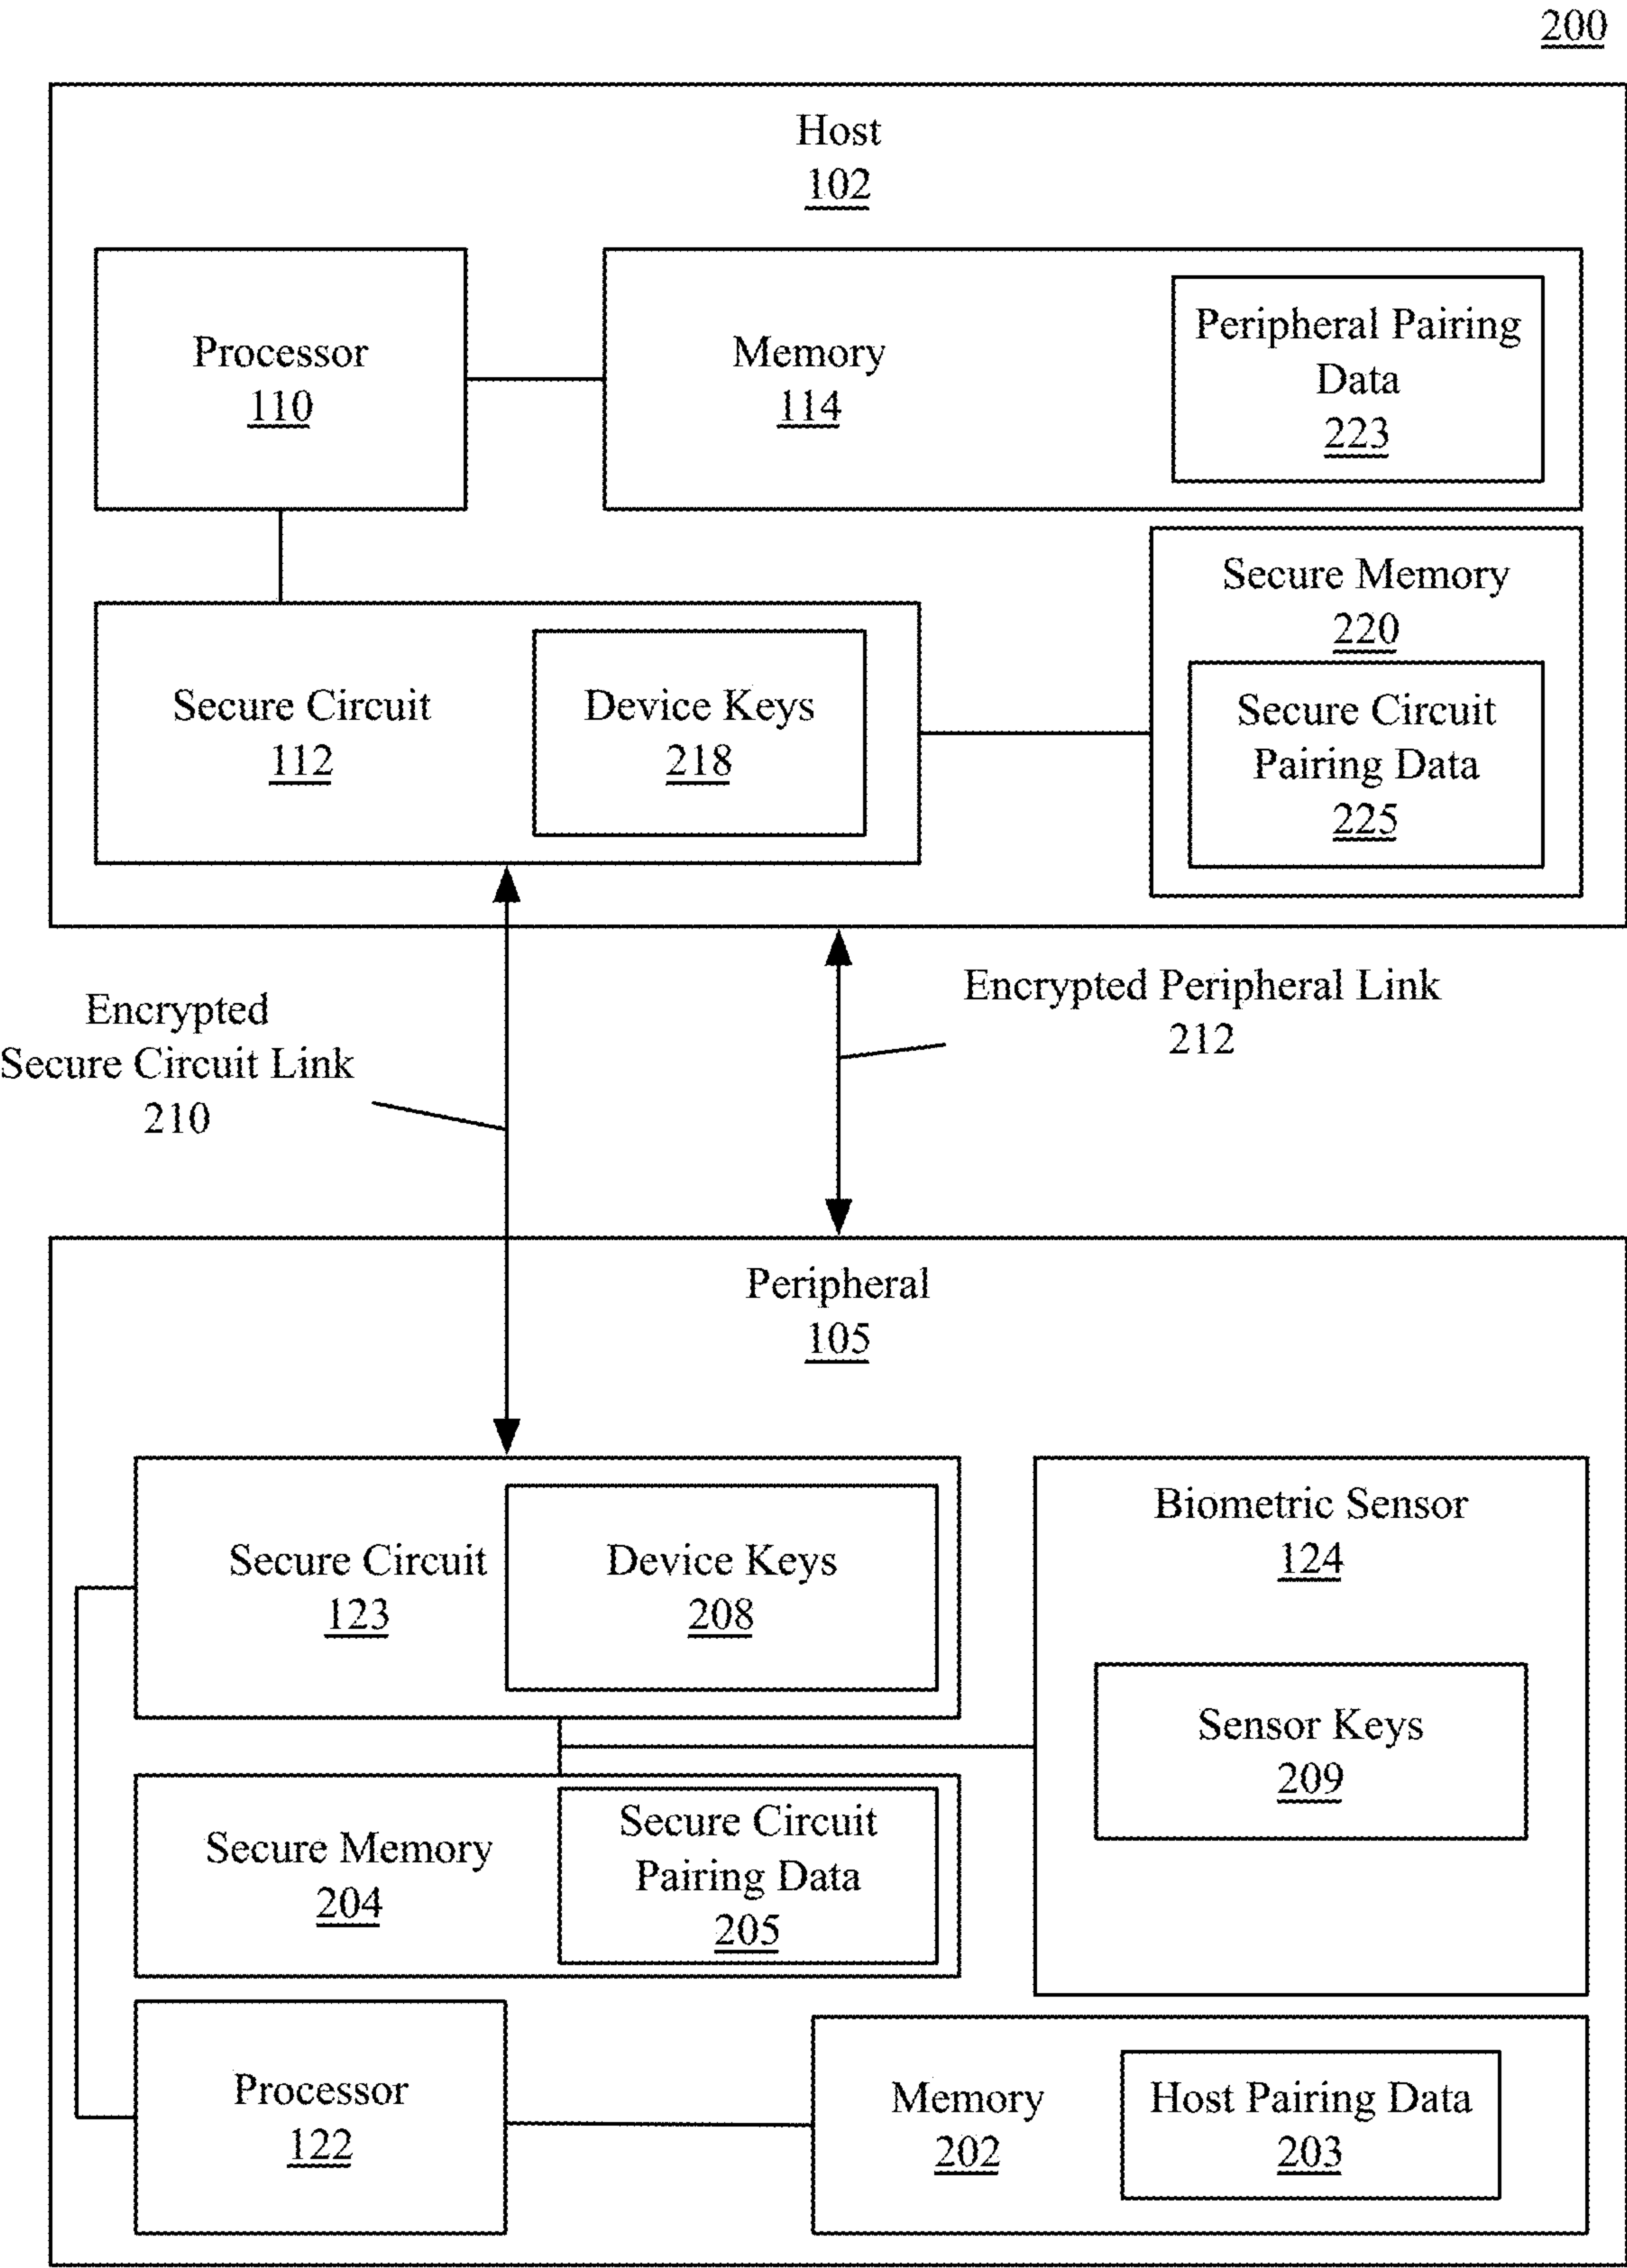 200
Host
102
Processor
110
Memory
114
Peripheral Pairing
Data
223
Secure Circuit
112
Device Keys
218
Secure Memory
220
Secure Circuit
Pairing Data
225
Encrypted
Secure Circuit Link
210
Encrypted Peripheral Link
212
Peripheral
105
Secure Circuit
123
Device Keys
208
Biometric Sensor
124
Sensor Keys
209
Secure Memory
204
Secure Circuit
Pairing Data
205
Processor
122
Memory
202
Host Pairing Data
203